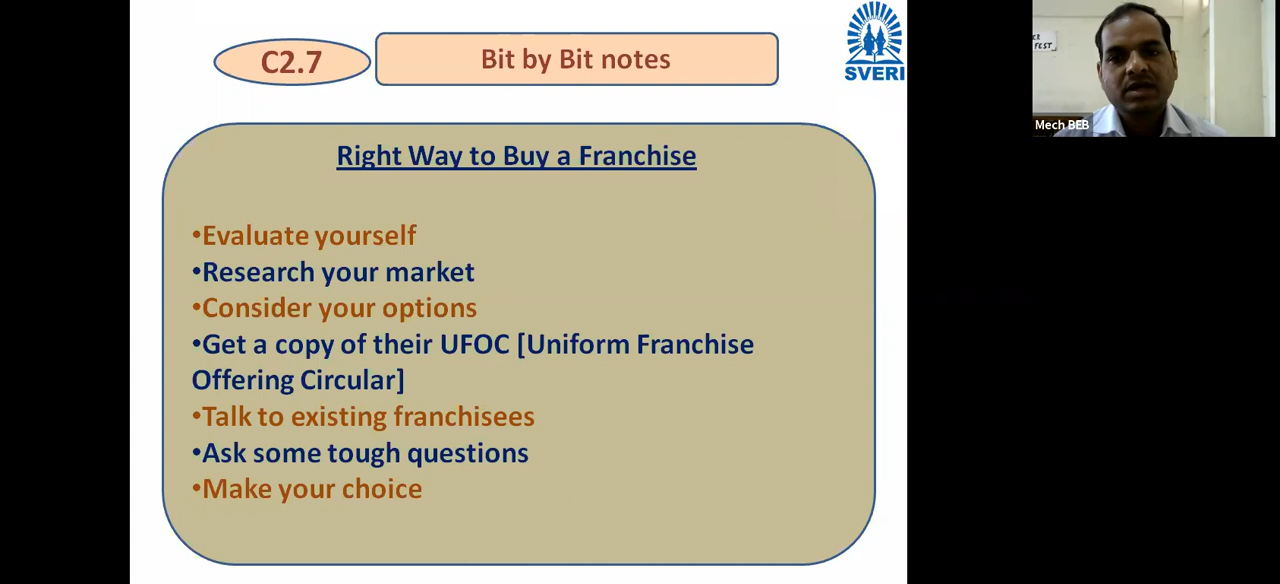 C2.7
Bit by Bit notes
SVERI
Right Way to Buy a Franchise
•Evaluate yourself
•Research your market
•Consider your options
•Get a copy of their UFOC [Uniform Franchise
Offering Circular]
•Talk to existing franchisees
•Ask some tough questions
•Make your choice
FEST
Mech BEB